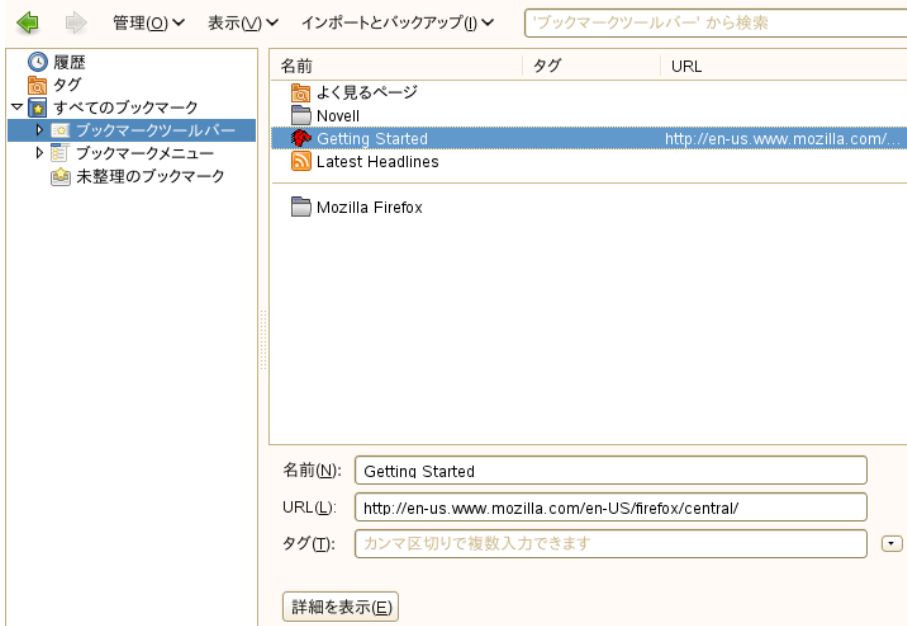 管理(O) 表示(V) インポートとバックアップ(I) 'ブックマークツールバー' から検索
履歴
タグ
すべてのブックマーク
ブックマークツールバー
ブックマークメニュー
未整理のブックマーク
名前 タグ URL
よく見るページ
Novell
Getting Started http://en-us.www.mozilla.com/...
Latest Headlines
Mozilla Firefox
名前(N): Getting Started
URL(L): http://en-us.www.mozilla.com/en-US/firefox/central/
タグ(T): カンマ区切りで複数入力できます
詳細を表示(E)